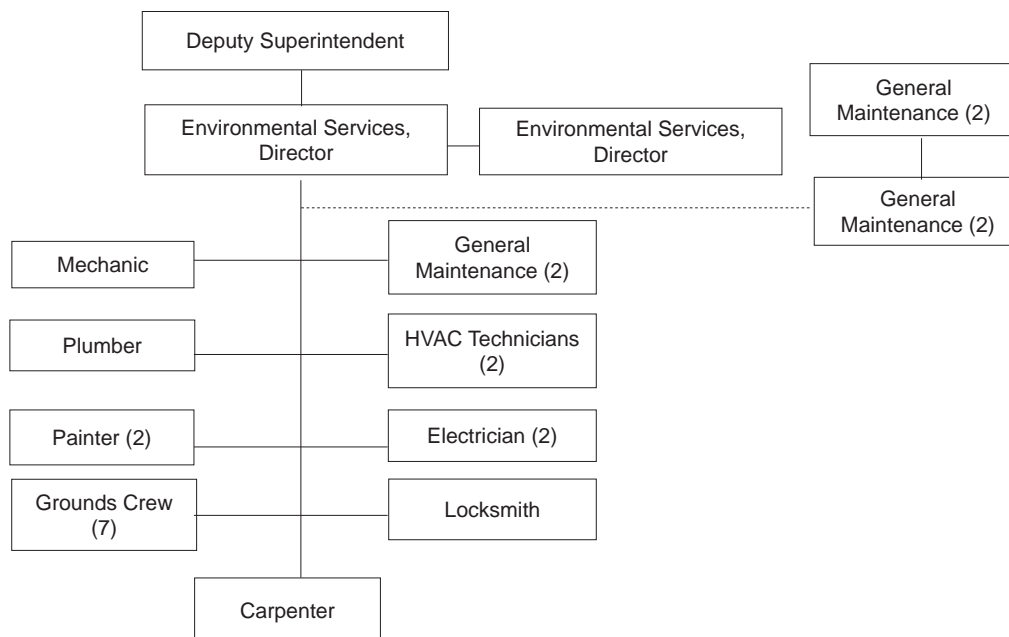 Deputy Superintendent
Environmental Services,
Director
Environmental Services,
Director
General
Maintenance (2)
General
Maintenance (2)
Mechanic
General
Maintenance (2)
Plumber
HVAC Technicians
(2)
Painter (2)
Electrician (2)
Grounds Crew
(7)
Locksmith
Carpenter